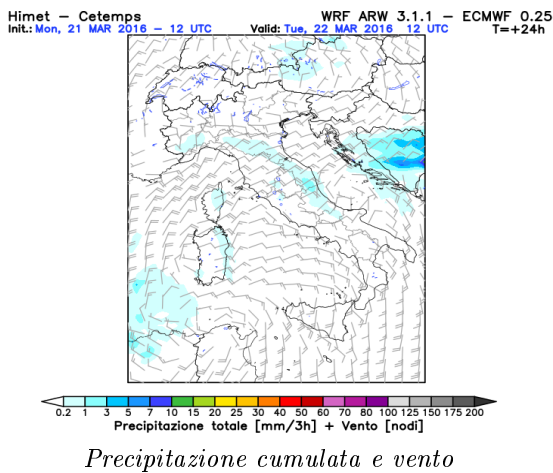 Himet − Cetemps WRF ARW 3.1.1 − ECMWF 0.25
Init.: Mon, 21 MAR 2016 − 12 UTC Valid: Tue, 22 MAR 2016 12 UTC T=+24h
0.2 1 3 5 7 10 15 20 25 30 40 50 60 70 80 100 125 150 175 200
Precipitazione totale [mm/3h] + Vento [nodi]
Precipitazione cumulata e vento